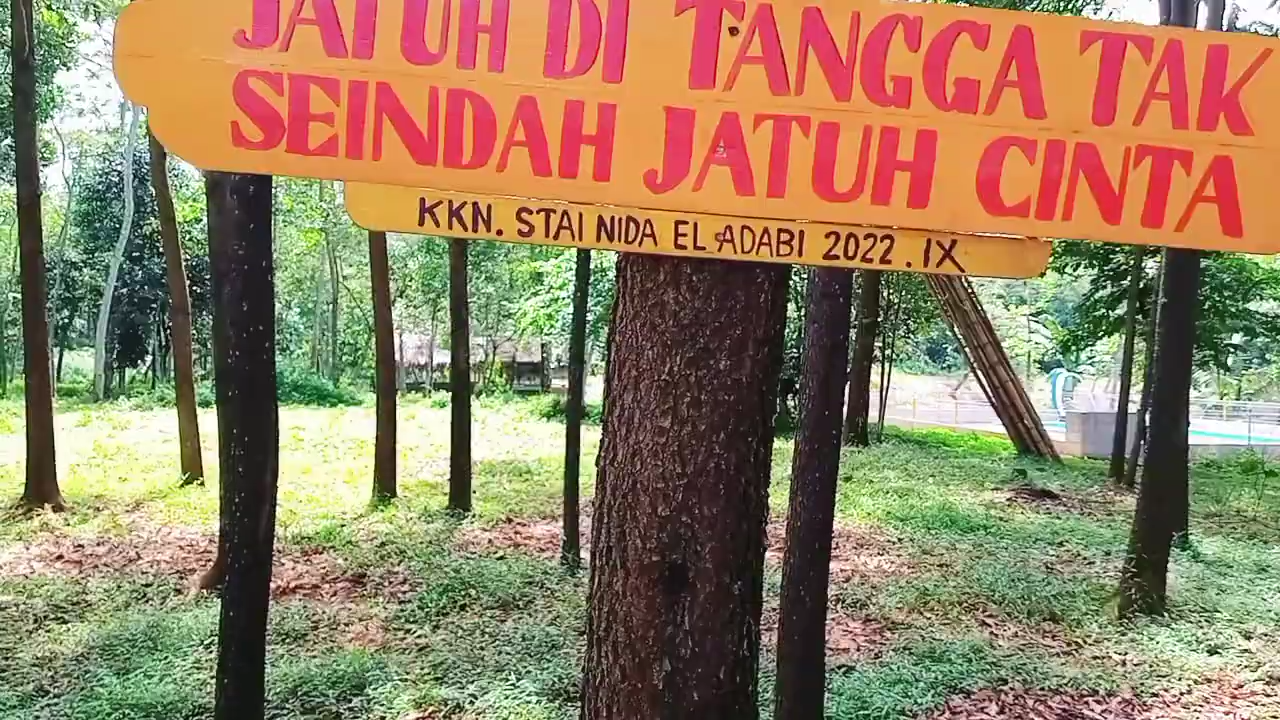 JATUH DI TANGGA TAK
SEINDAH JATUH CINTA
KKN. STAI NIDA EL ADABI 2022. IX